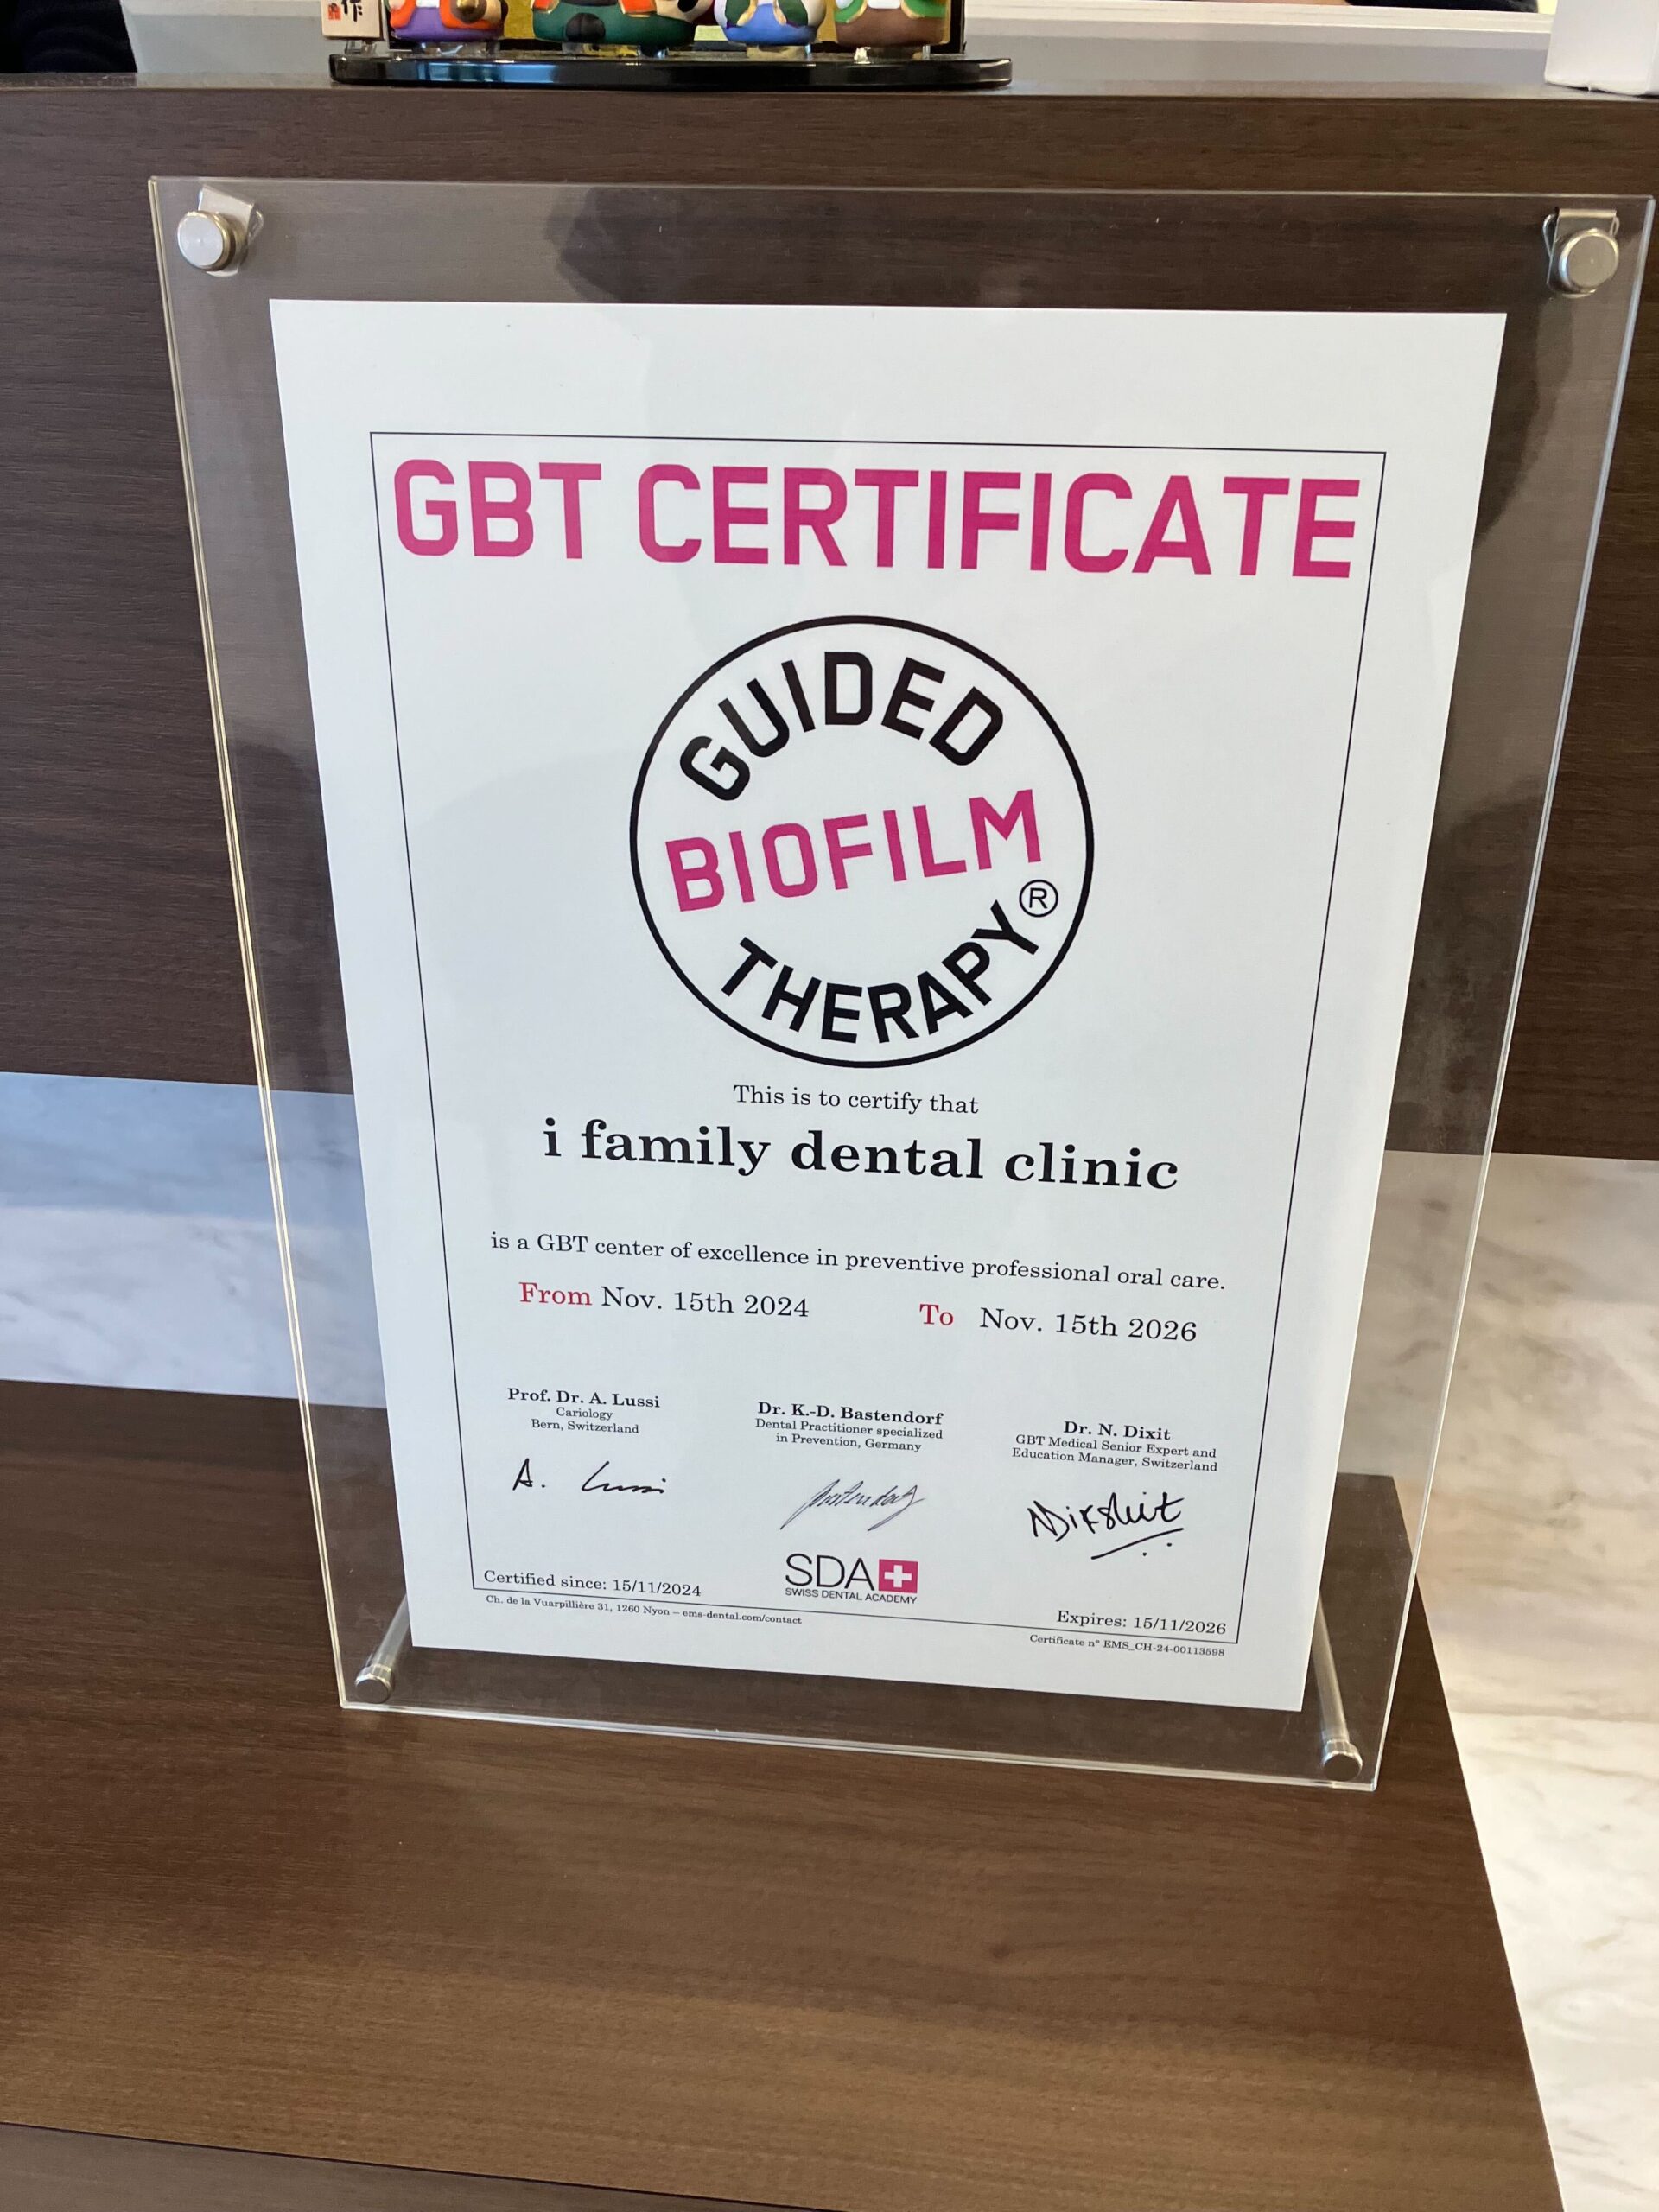 作
GBT CERTIFICATE
GUIDED
BIOFILM
THERAPY®
This is to certify that
i family dental clinic
is a GBT center of excellence in preventive professional oral care.
From Nov. 15th 2024 To Nov. 15th 2026
Prof. Dr. A. Lussi
Cariology
Bern, Switzerland
A. Lussi
Dr. K.-D. Bastendorf
Dental Practitioner specialized
in Prevention, Germany
Bastendorf
Dr. N. Dixit
GBT Medical Senior Expert and
Education Manager, Switzerland
Certified since: 15/11/2024
SDA
SWISS DENTAL ACADEMY
Expires: 15/11/2026
Ch. de la Vuarpillière 31, 1260 Nyon – ems-dental.com/contact
Certificate n° EMS_CH-24-00113598